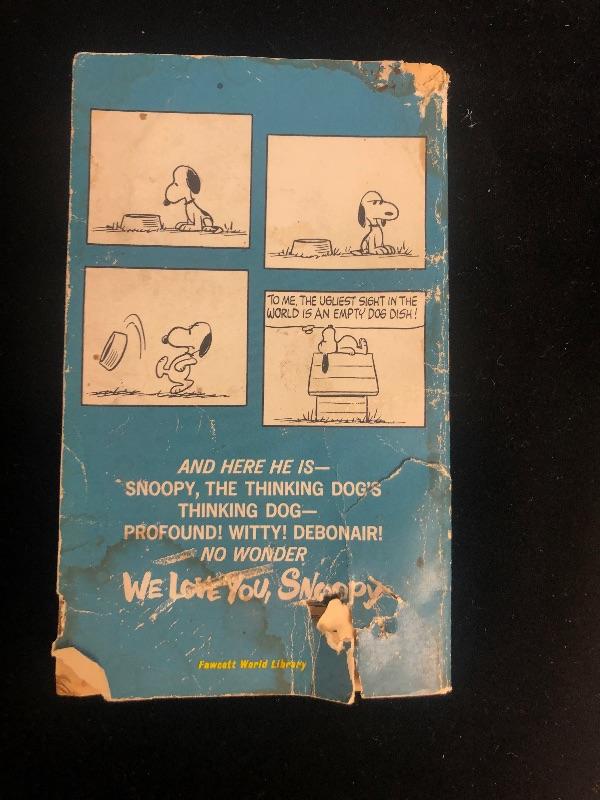 TO ME, THE UGLIEST SIGHT IN THE
WORLD IS AN EMPTY DOG DISH!
AND HERE HE IS—
SNOOPY, THE THINKING DOG'S
THINKING DOG—
PROFOUND! WITTY! DEBONAIR!
NO WONDER
WE LOVE YOU, SNOOPY
Fawcett World Library